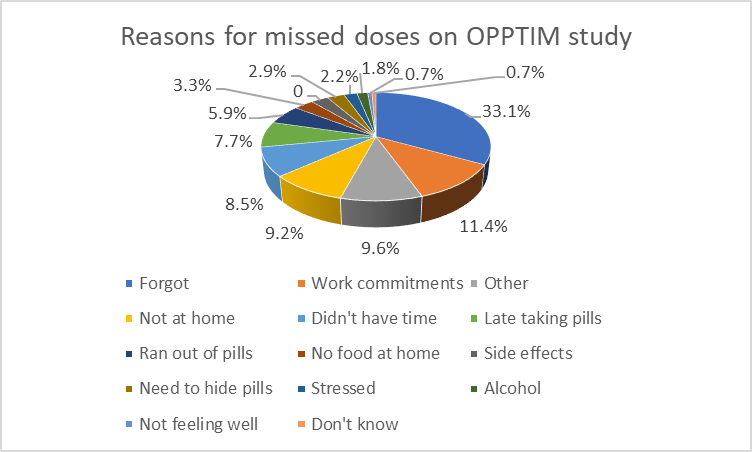 Reasons for missed doses on OPPTIM study
2.9%
2.2%
1.8%
0.7%
0.7%
3.3%
0
5.9%
33.1%
7.7%
8.5%
9.2%
9.6%
11.4%
Forgot
Work commitments
Other
Not at home
Didn't have time
Late taking pills
Ran out of pills
No food at home
Side effects
Need to hide pills
Stressed
Alcohol
Not feeling well
Don't know